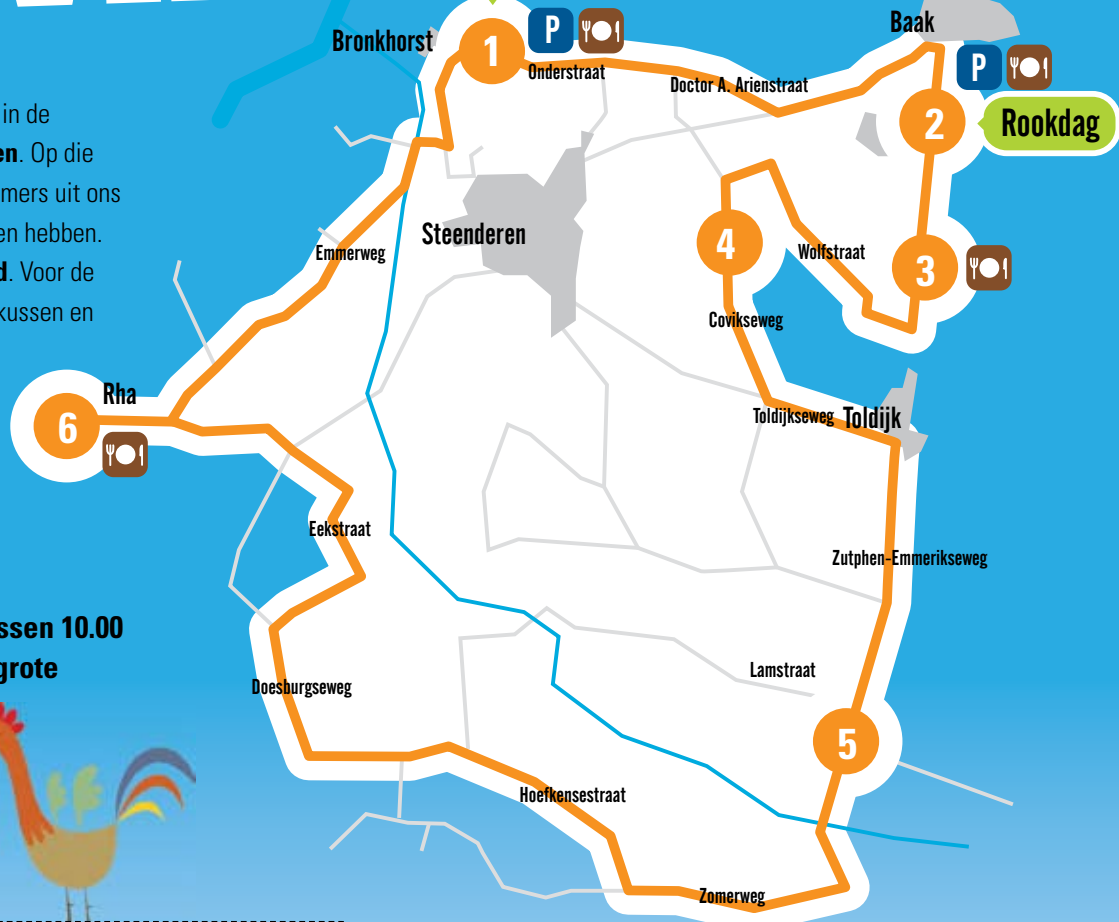 in de
en. Op die
mers uit ons
en hebben.
d. Voor de
kussen en
ssen 10.00
grote
Bronkhorst
1
P
Onderstraat
Doctor A. Arienstraat
Baak
P
2
Rookdag
3
Wolfstraat
4
Covikseweg
Steenderen
Emmerweg
Rha
6
Toldijkseweg
Toldijk
Eekstraat
Zutphen-Emmerikseweg
Lamstraat
Doesburgseweg
5
Hoefkensestraat
Zomerweg